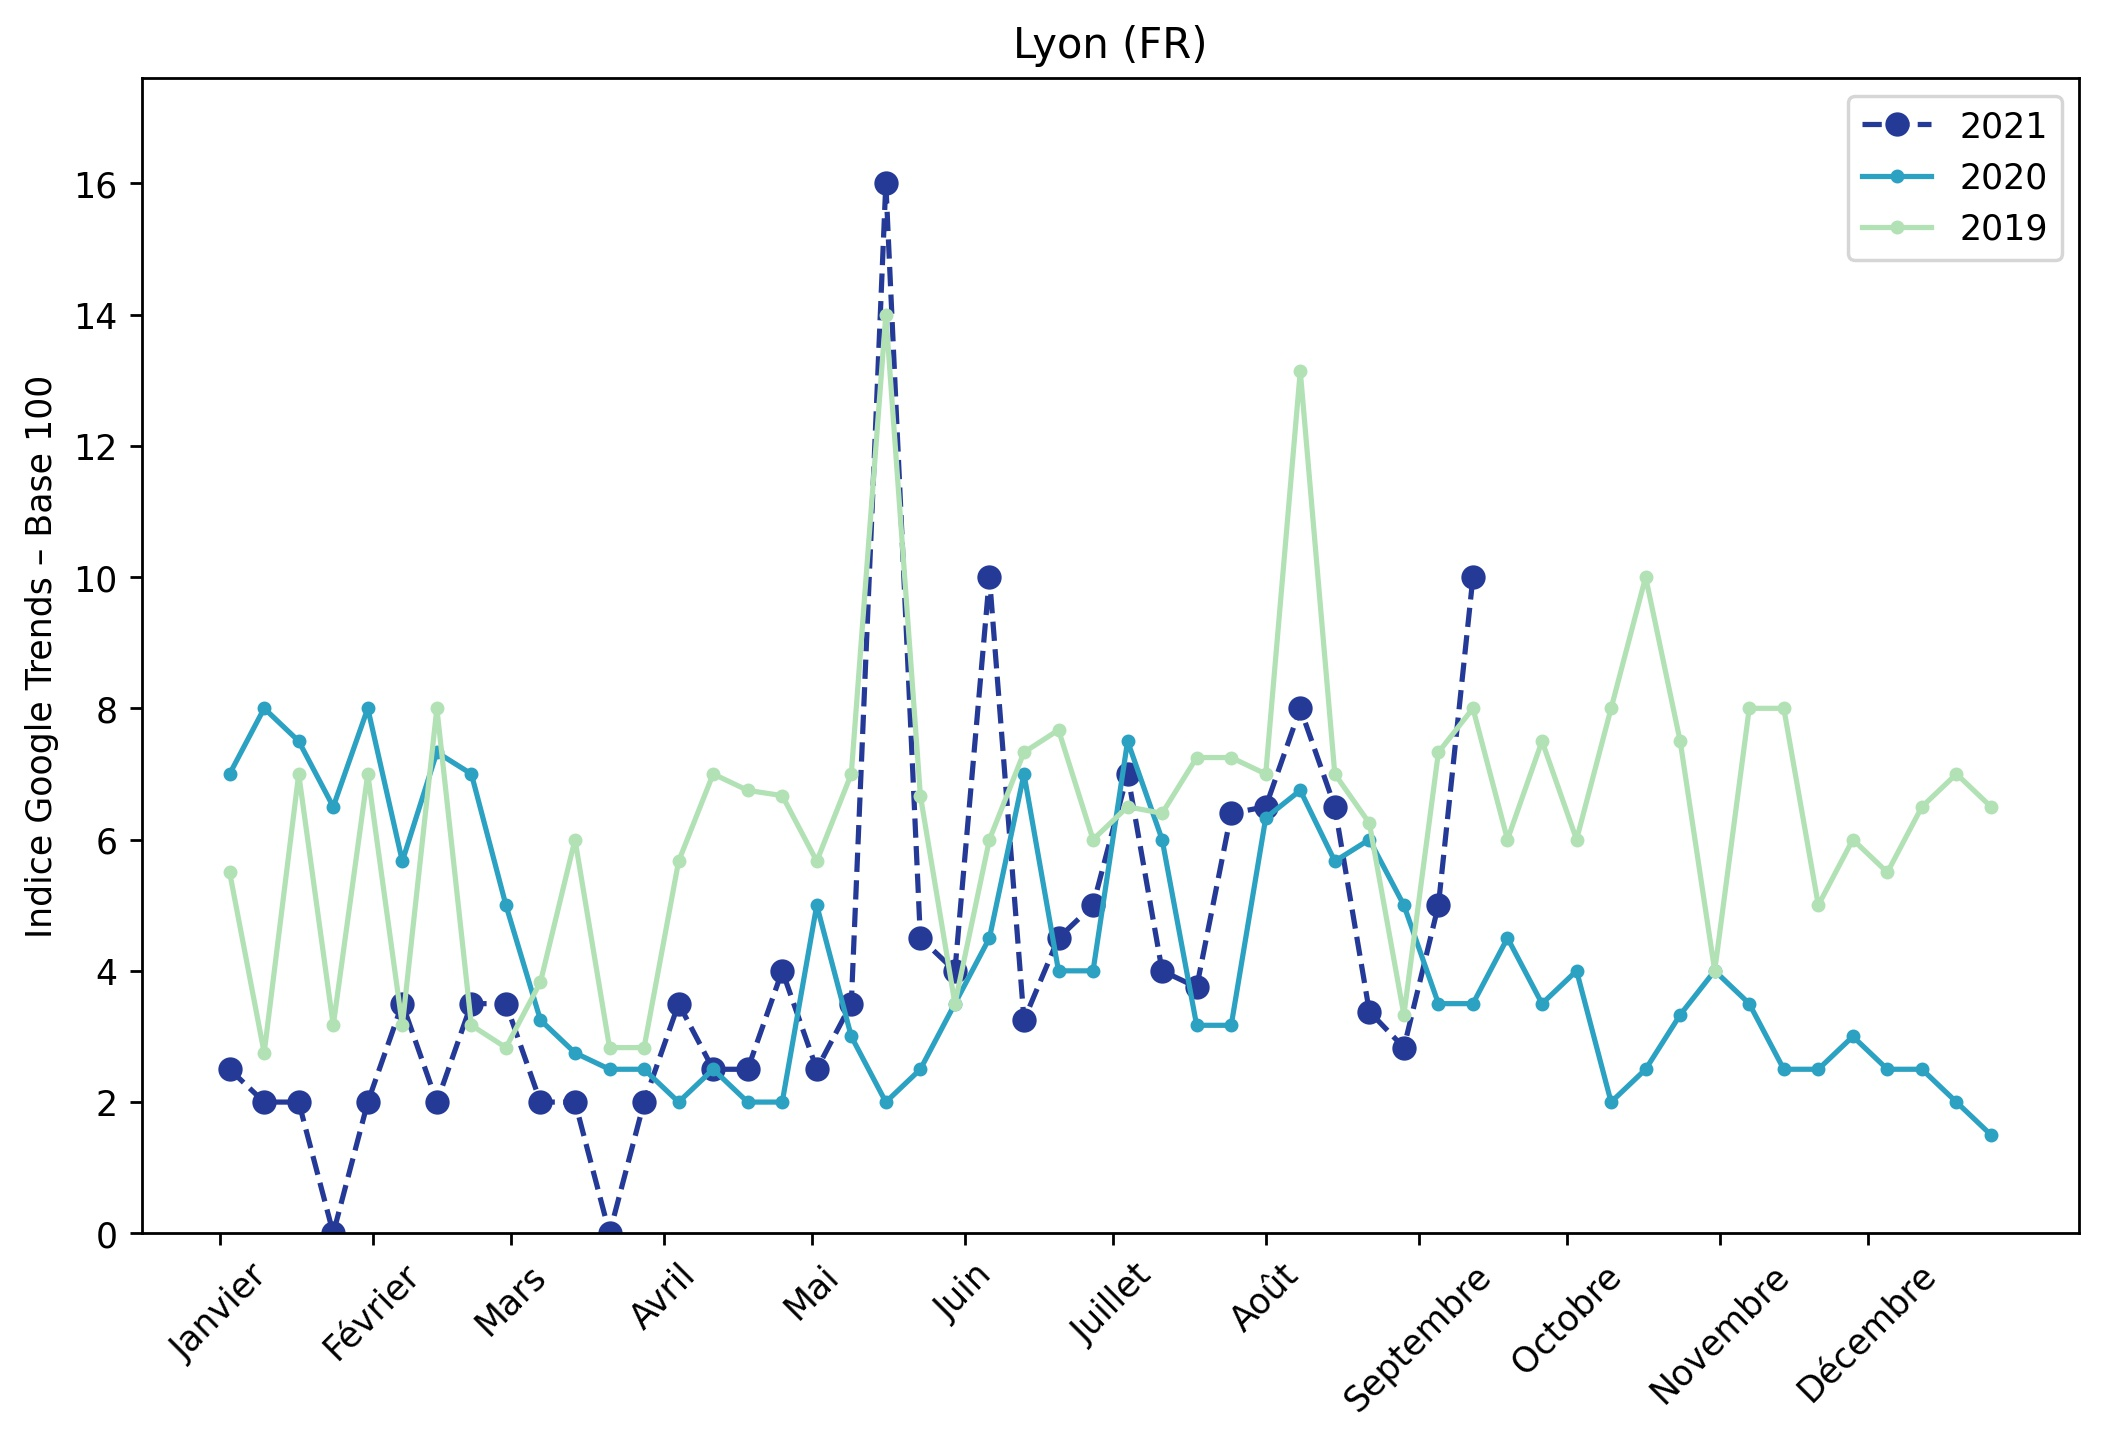 Lyon (FR)
Indice Google Trends – Base 100
16
14
12
10
8
6
4
2
0
2021
2020
2019
Janvier
Février
Mars
Avril
Mai
Juin
Juillet
Août
Septembre
Octobre
Novembre
Décembre